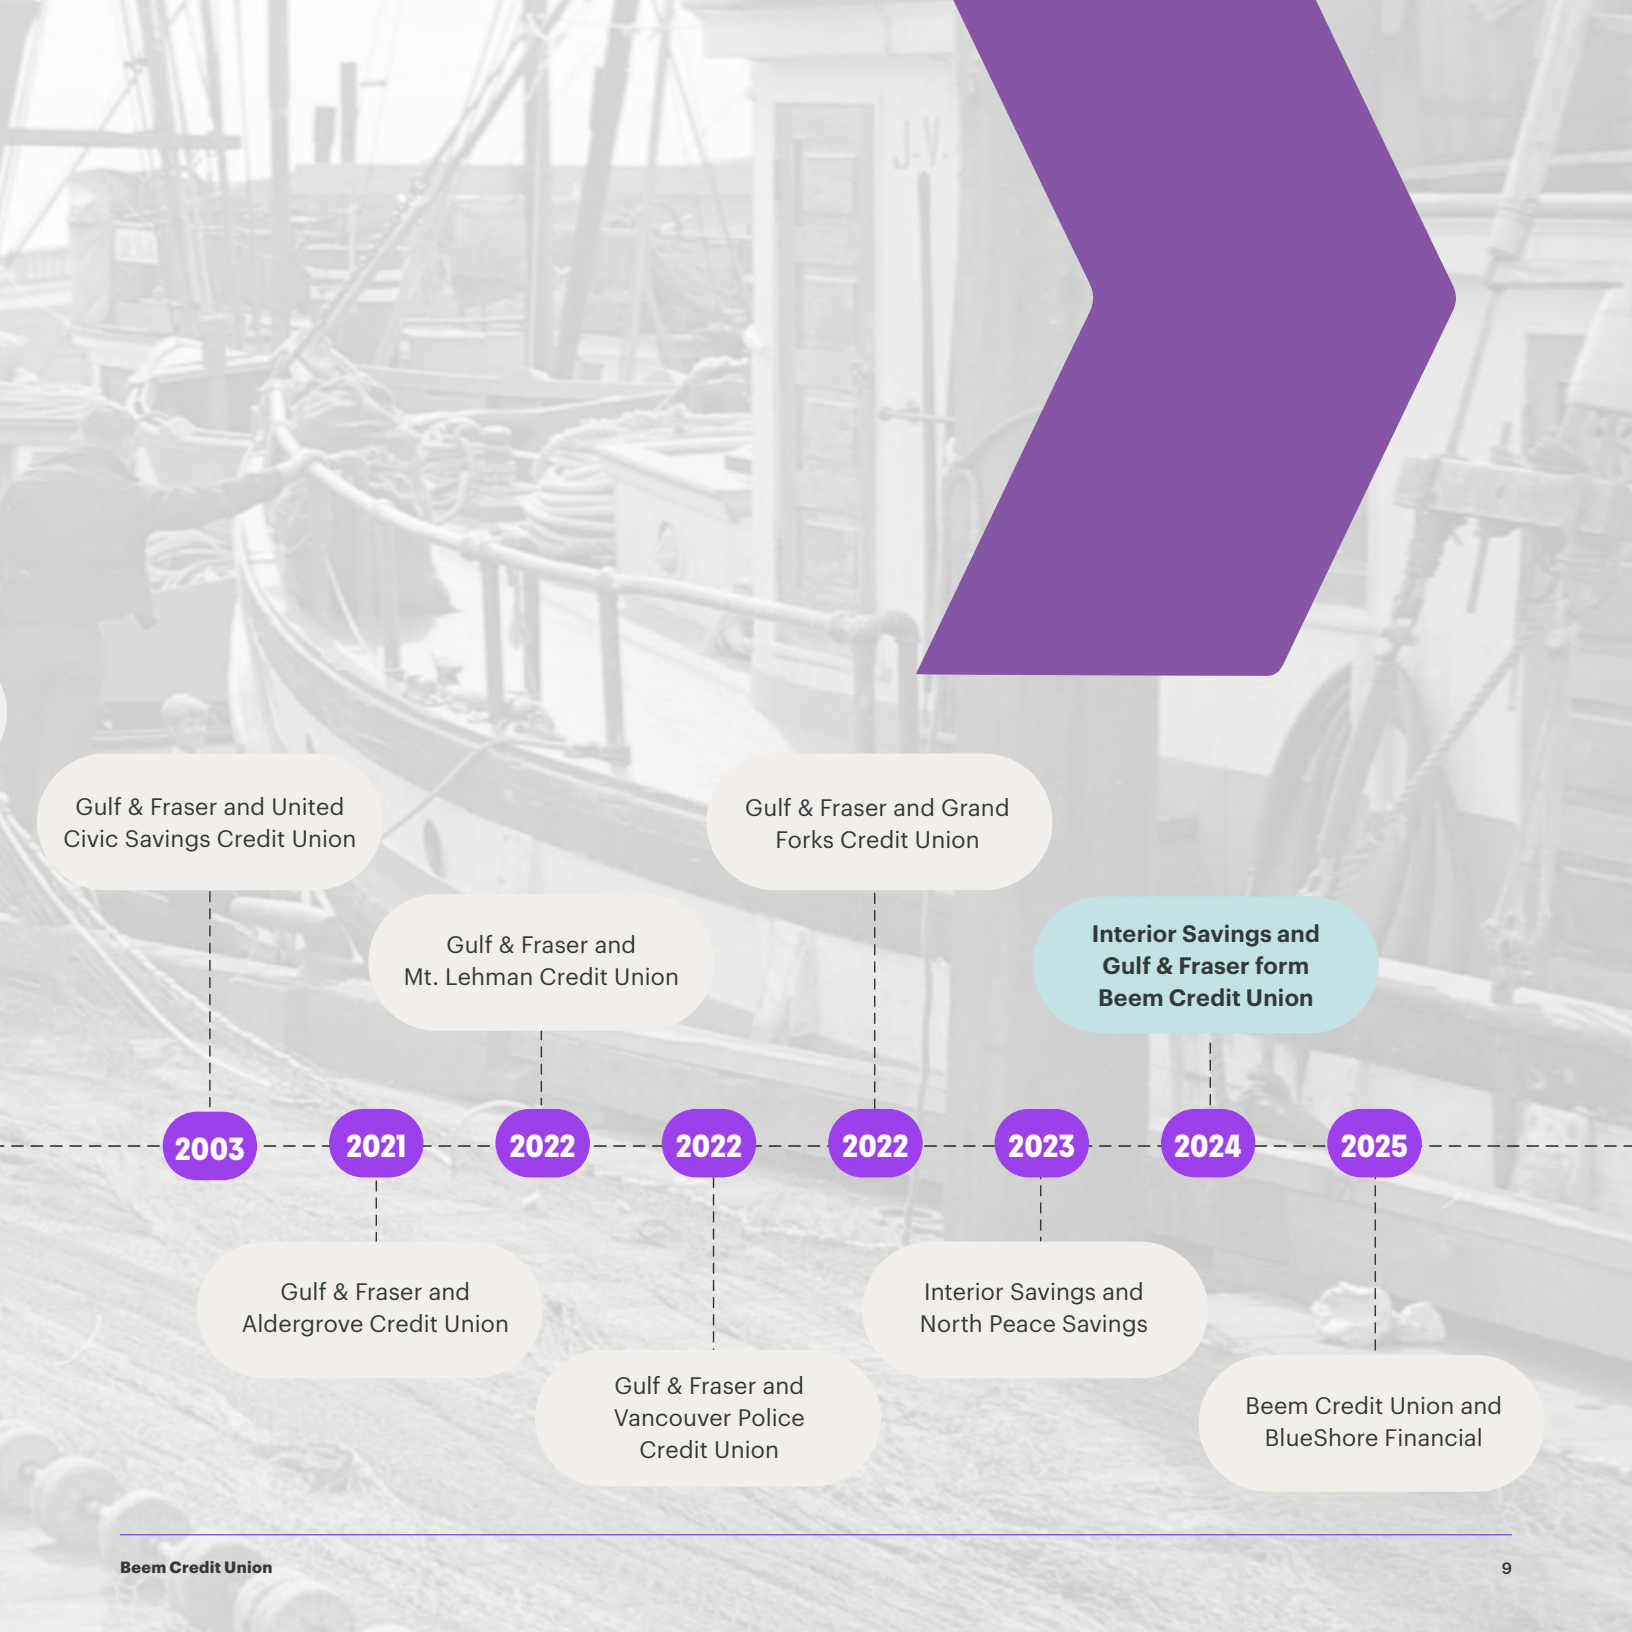 J.V.
Gulf & Fraser and United
Civic Savings Credit Union
Gulf & Fraser and Grand
Forks Credit Union
Gulf & Fraser and
Mt. Lehman Credit Union
Interior Savings and
Gulf & Fraser form
Beem Credit Union
2003
2021
2022
2022
2022
2023
2024
2025
Gulf & Fraser and
Aldergrove Credit Union
Interior Savings and
North Peace Savings
Gulf & Fraser and
Vancouver Police
Credit Union
Beem Credit Union and
BlueShore Financial
Beem Credit Union
9